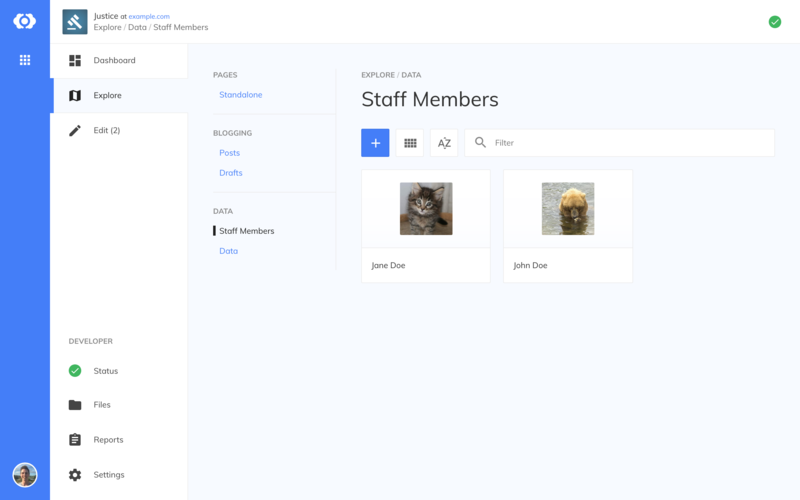 Justice at example.com
Explore / Data / Staff Members
Dashboard
Explore
Edit (2)
DEVELOPER
Status
Files
Reports
Settings
PAGES
Standalone
BLOGGING
Posts
Drafts
DATA
Staff Members
Data
EXPLORE / DATA
Staff Members
AZ
Filter
Jane Doe
John Doe